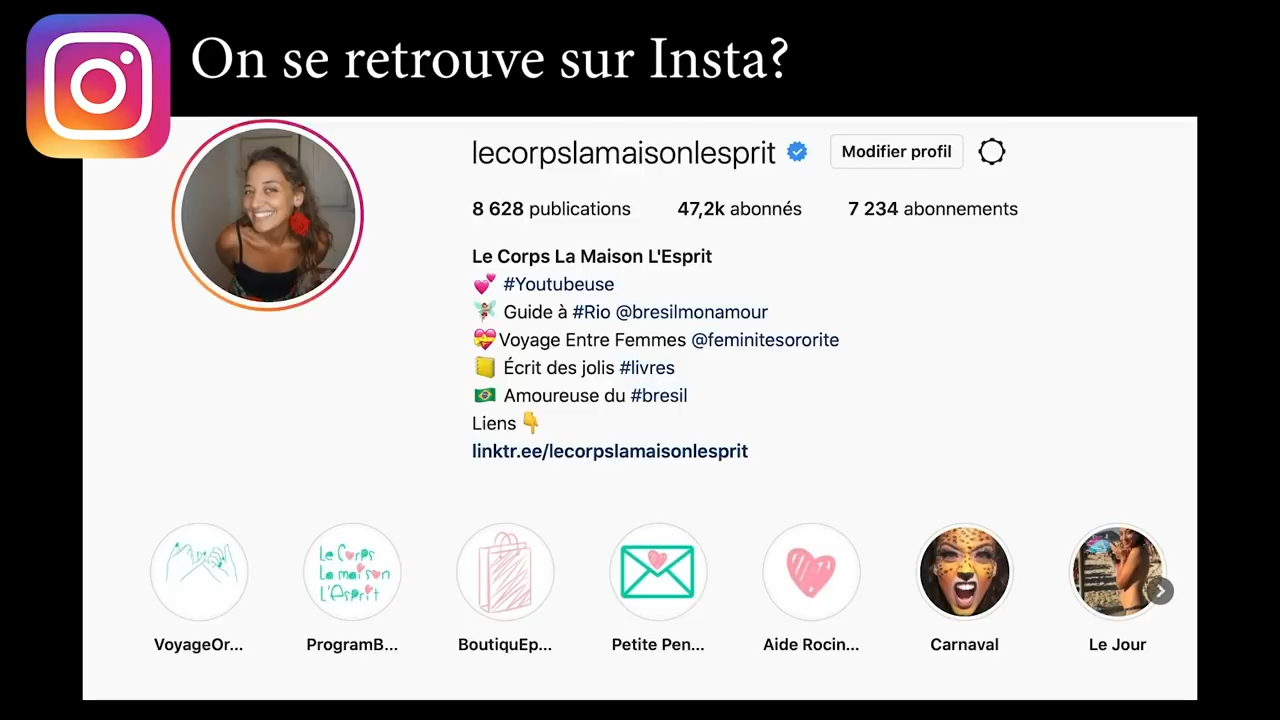 On se retrouve sur Insta?
lecorpslamaisonlesprit Modifier profil
8 628 publications 47,2k abonnés 7 234 abonnements
Le Corps La Maison L'Esprit
💕 #Youtubeuse
🧚 Guide à #Rio @bresilmonamour
💝Voyage Entre Femmes @feminitesororite
📒 Écrit des jolis #livres
🇧🇷 Amoureuse du #bresil
Liens 👇
linktr.ee/lecorpslamaisonlesprit
Le Corps
La maison
L'Esprit
VoyageOr... ProgramB... BoutiquEp... Petite Pen... Aide Rocin... Carnaval Le Jour